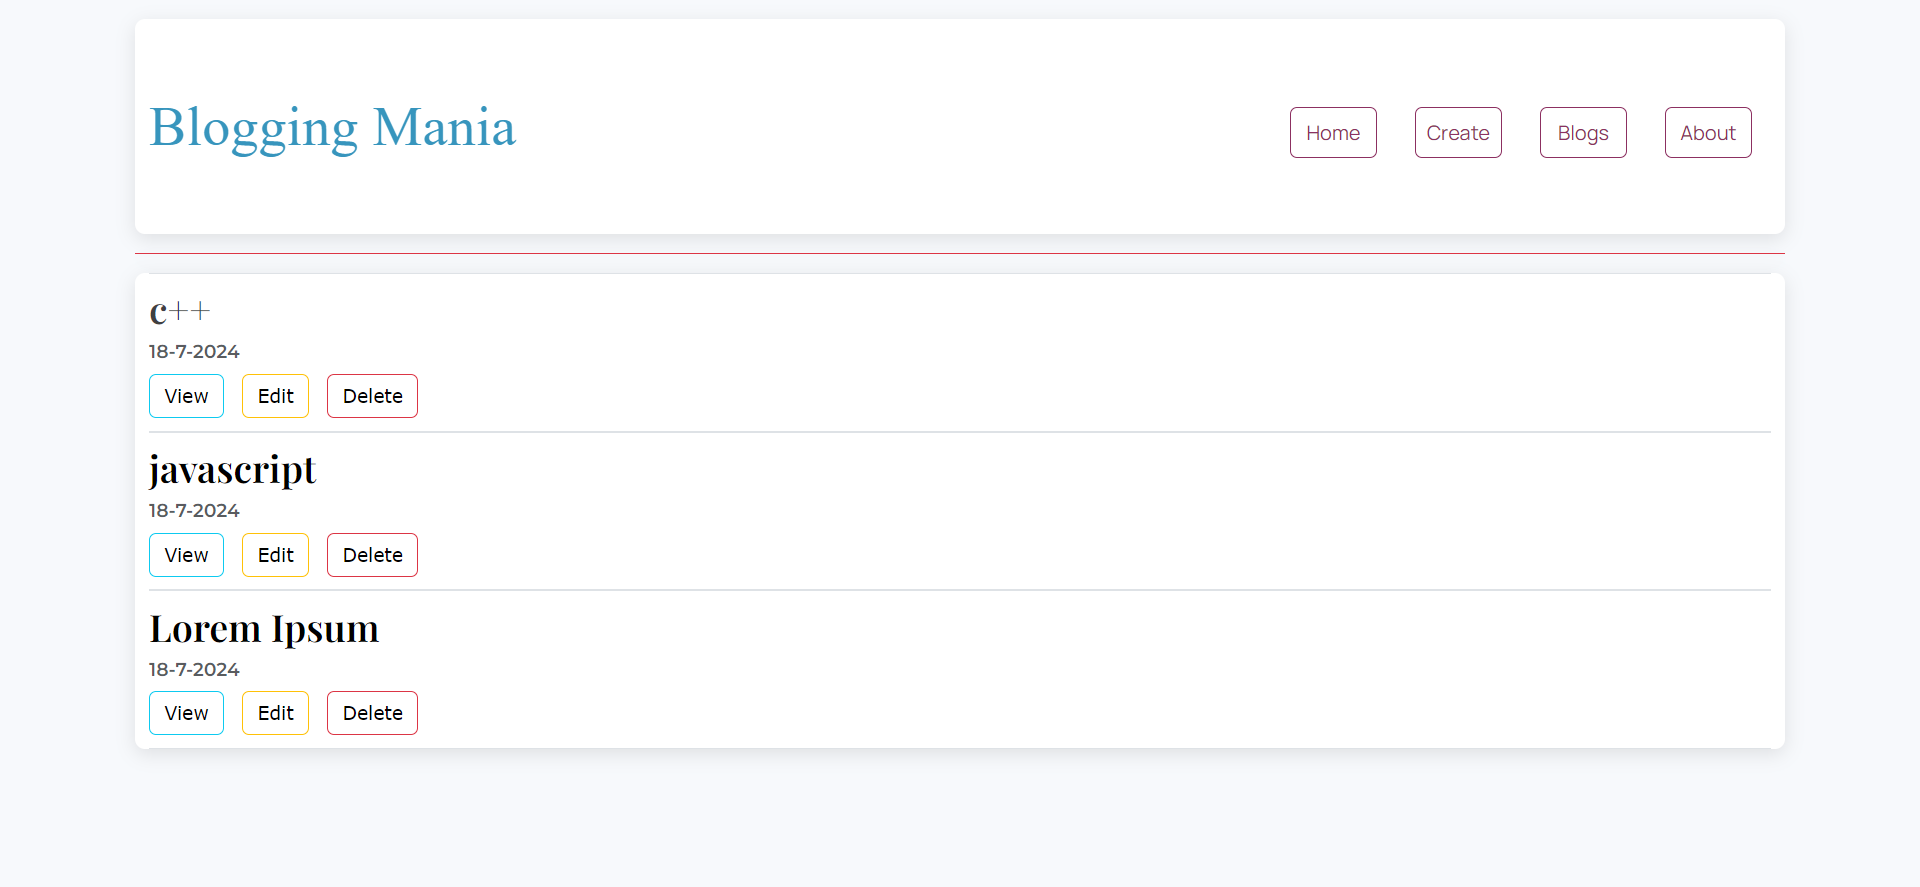 Blogging Mania
Home Create Blogs About
c++
18-7-2024
View Edit Delete
javascript
18-7-2024
View Edit Delete
Lorem Ipsum
18-7-2024
View Edit Delete